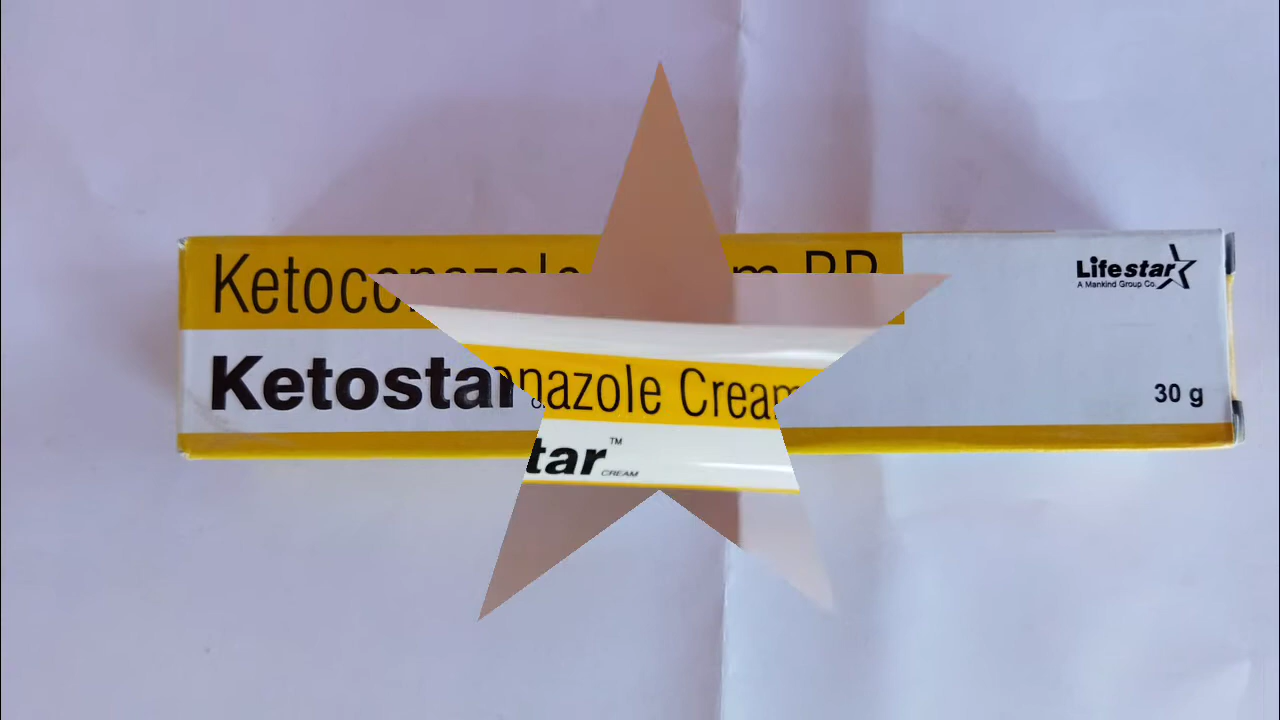 Ketoco
Lifestar
A Mankind Group Co.
Ketostar
nazole Cream
30 g
tar™
CREAM